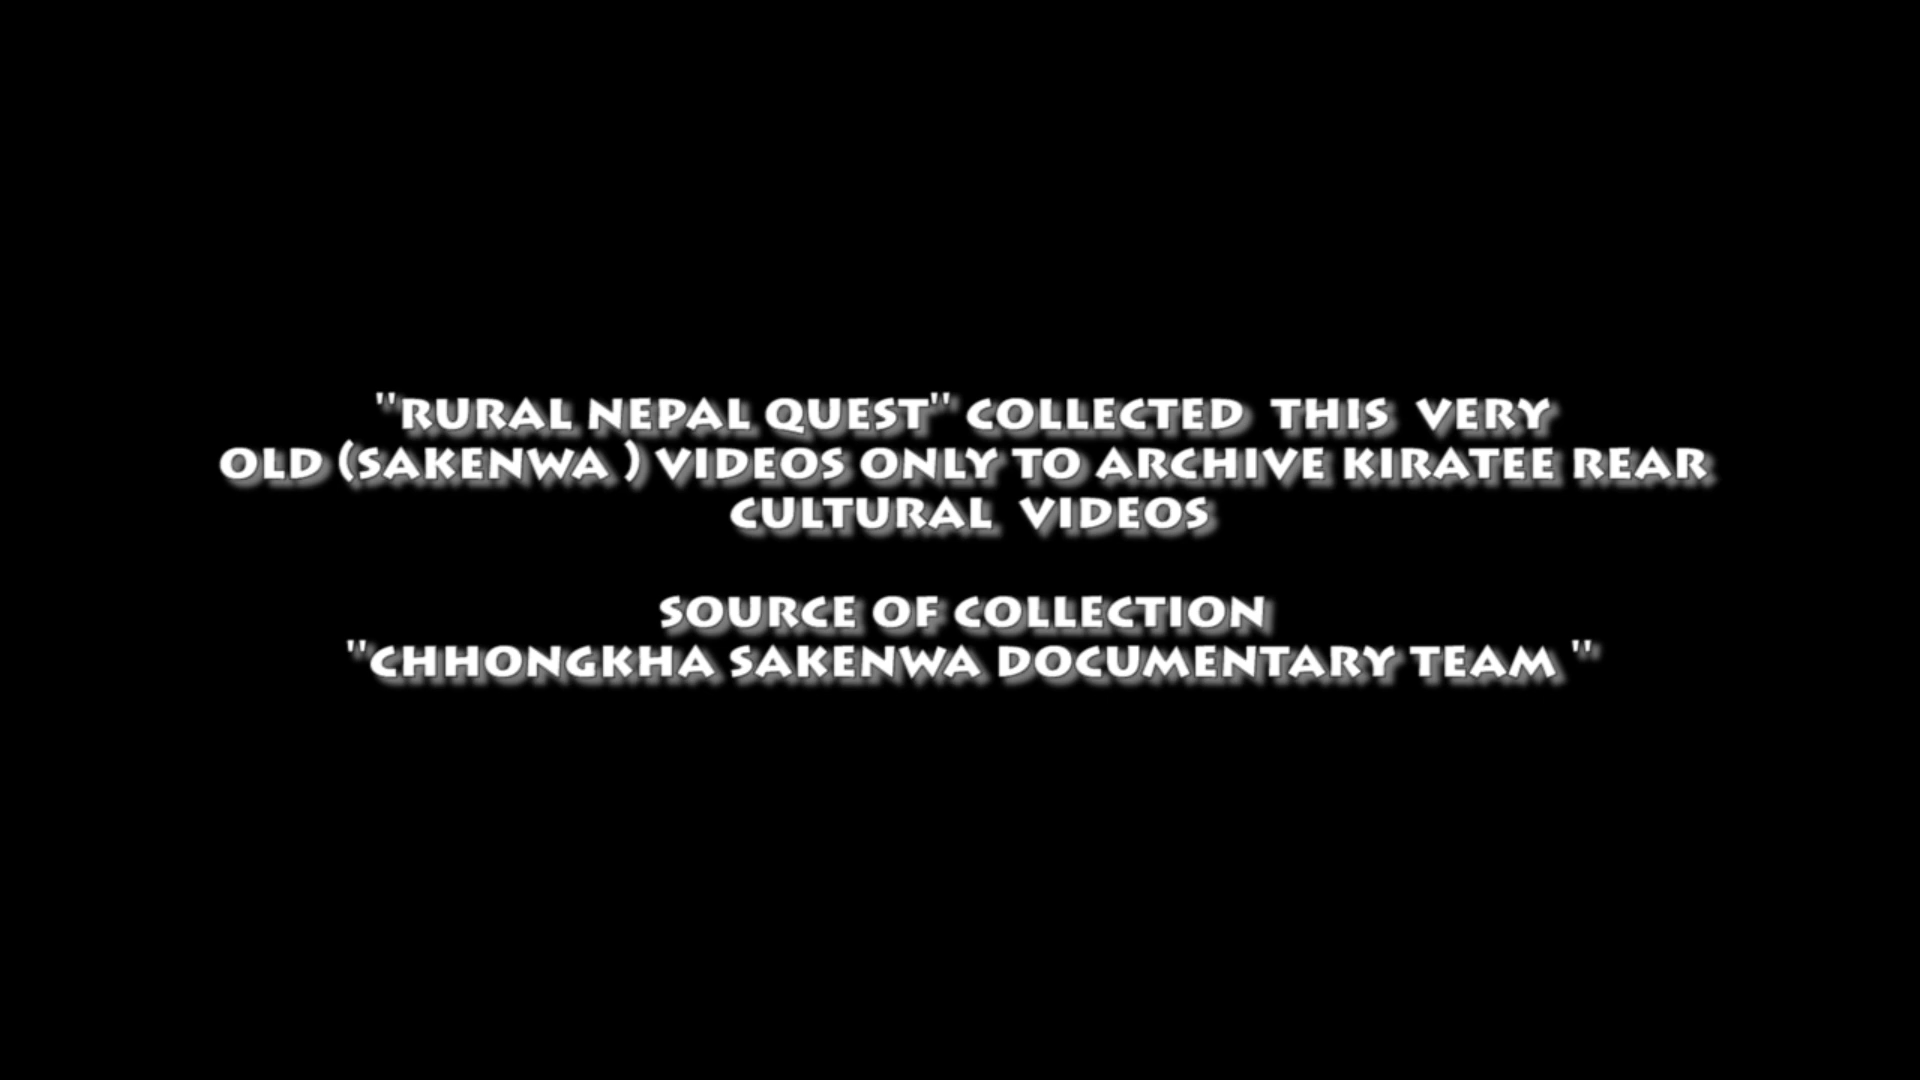 "RURAL NEPAL QUEST" COLLECTED THIS VERY
OLD (SAKENWA ) VIDEOS ONLY TO ARCHIVE KIRATEE REAR
CULTURAL VIDEOS
SOURCE OF COLLECTION
"CHHONGKHA SAKENWA DOCUMENTARY TEAM "